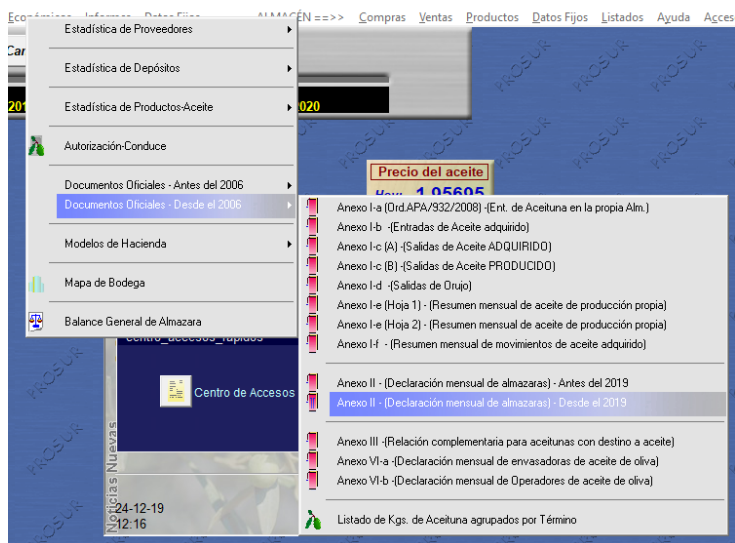 Económicos Informes Datos Fijos ALMACÉN ==>> Compras Ventas Productos Datos Fijos Listados Ayuda Acces
Car
201
2020
Estadística de Proveedores
Estadística de Depósitos
Estadística de Productos-Aceite
Autorización-Conduce
Documentos Oficiales - Antes del 2006
Documentos Oficiales - Desde el 2006
Modelos de Hacienda
Mapa de Bodega
Balance General de Almazara
Precio del aceite
Hoy: 1,95695
Anexo I-a (Ord.APA/932/2008) -(Ent. de Aceituna en la propia Alm.)
Anexo I-b -(Entradas de Aceite adquirido)
Anexo I-c (A) -(Salidas de Aceite ADQUIRIDO)
Anexo I-c (B) -(Salidas de Aceite PRODUCIDO)
Anexo I-d -(Salidas de Orujo)
Anexo I-e (Hoja 1) - (Resumen mensual de aceite de producción propia)
Anexo I-e (Hoja 2) - (Resumen mensual de aceite de producción propia)
Anexo I-f - (Resumen mensual de movimientos de aceite adquirido)
Anexo II - (Declaración mensual de almazaras) - Antes del 2019
Anexo II - (Declaración mensual de almazaras) - Desde el 2019
Anexo III -(Relación complementaria para aceitunas con destino a aceite)
Anexo VI-a -(Declaración mensual de envasadoras de aceite de oliva)
Anexo VI-b -(Declaración mensual de Operadores de aceite de oliva)
Listado de Kgs. de Aceituna agrupados por Término
centro_accesos_rapidos
Centro de Accesos
Noticias Nuevas
24-12-19
12:16
PROSUR